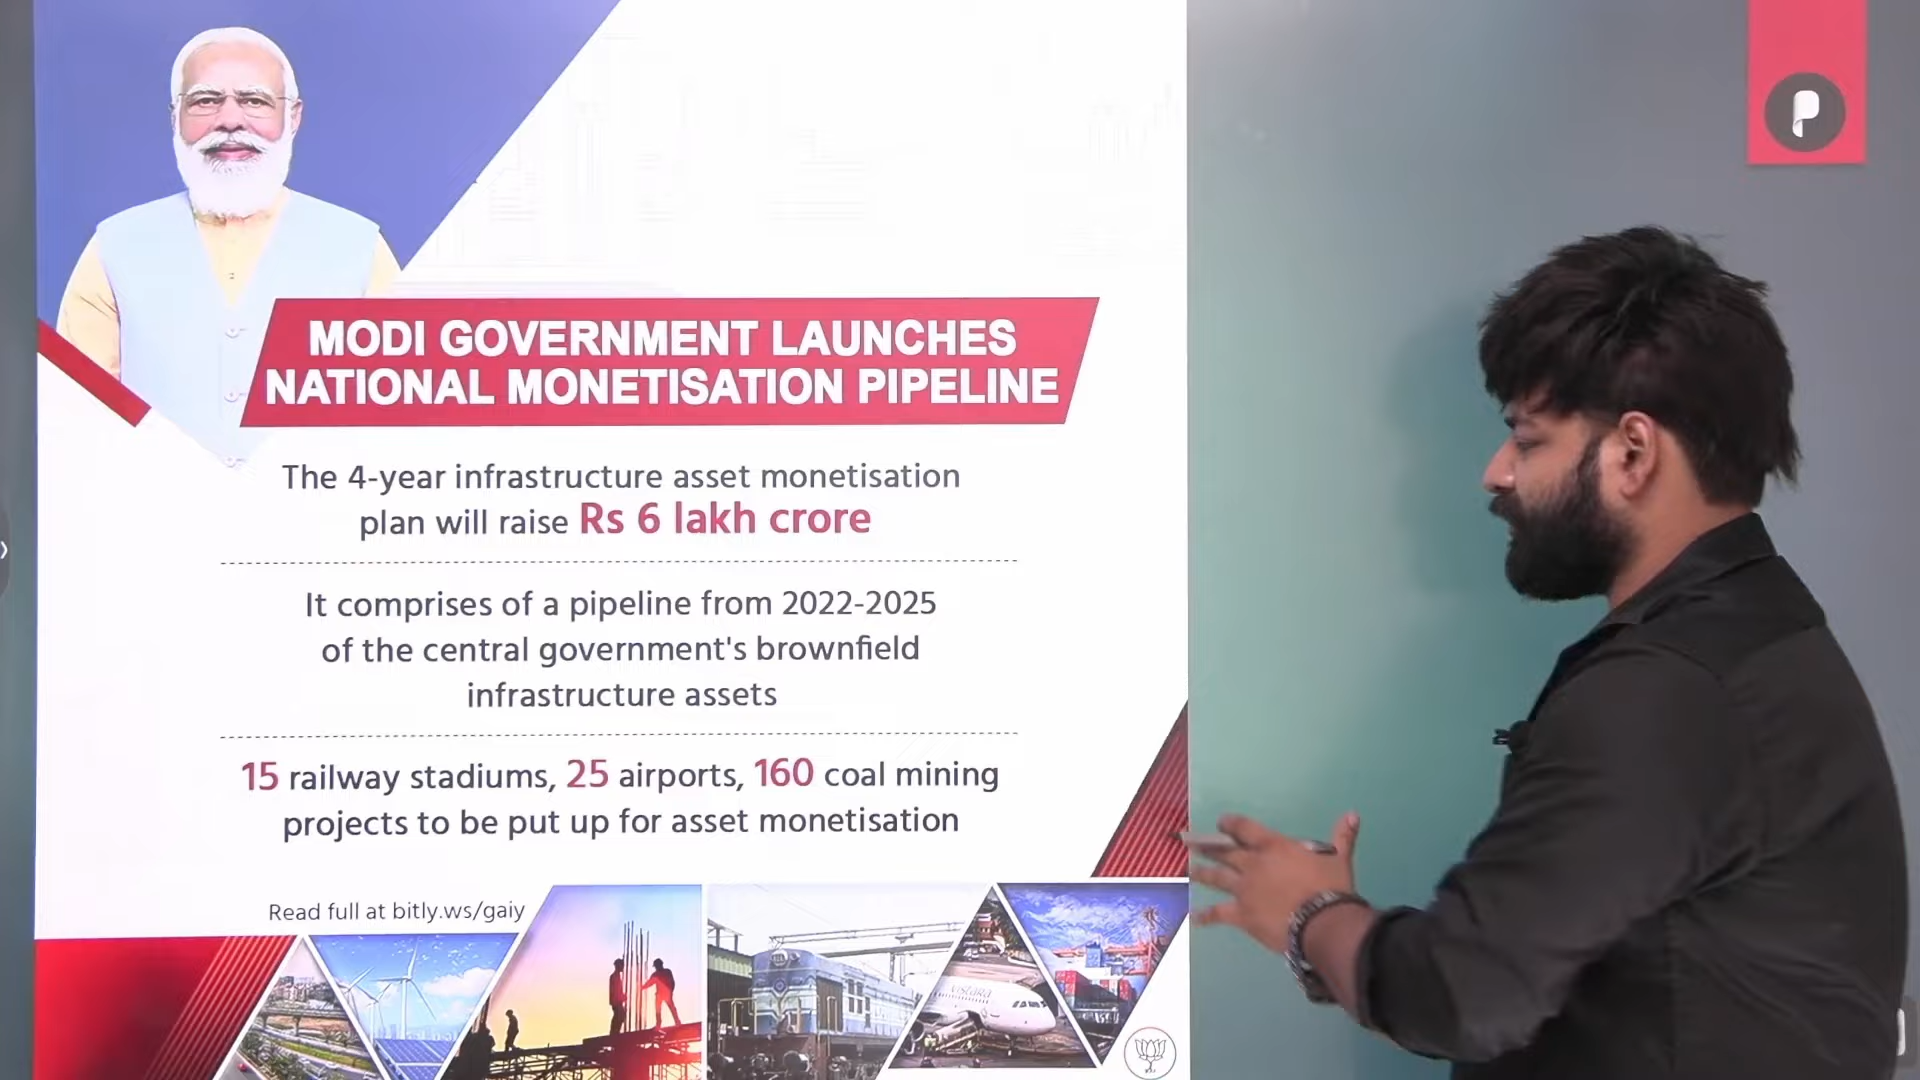 MODI GOVERNMENT LAUNCHES
NATIONAL MONETISATION PIPELINE
The 4-year infrastructure asset monetisation
plan will raise Rs 6 lakh crore
It comprises of a pipeline from 2022-2025
of the central government's brownfield
infrastructure assets
15 railway stadiums, 25 airports, 160 coal mining
projects to be put up for asset monetisation
Read full at bitly.ws/gaiy
vistara
P